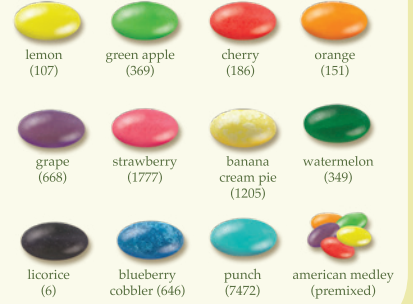 lemon
(107)
green apple
(369)
cherry
(186)
orange
(151)
grape
(668)
strawberry
(1777)
banana
cream pie
(1205)
watermelon
(349)
licorice
(6)
blueberry
cobbler (646)
punch
(7472)
american medley
(premixed)